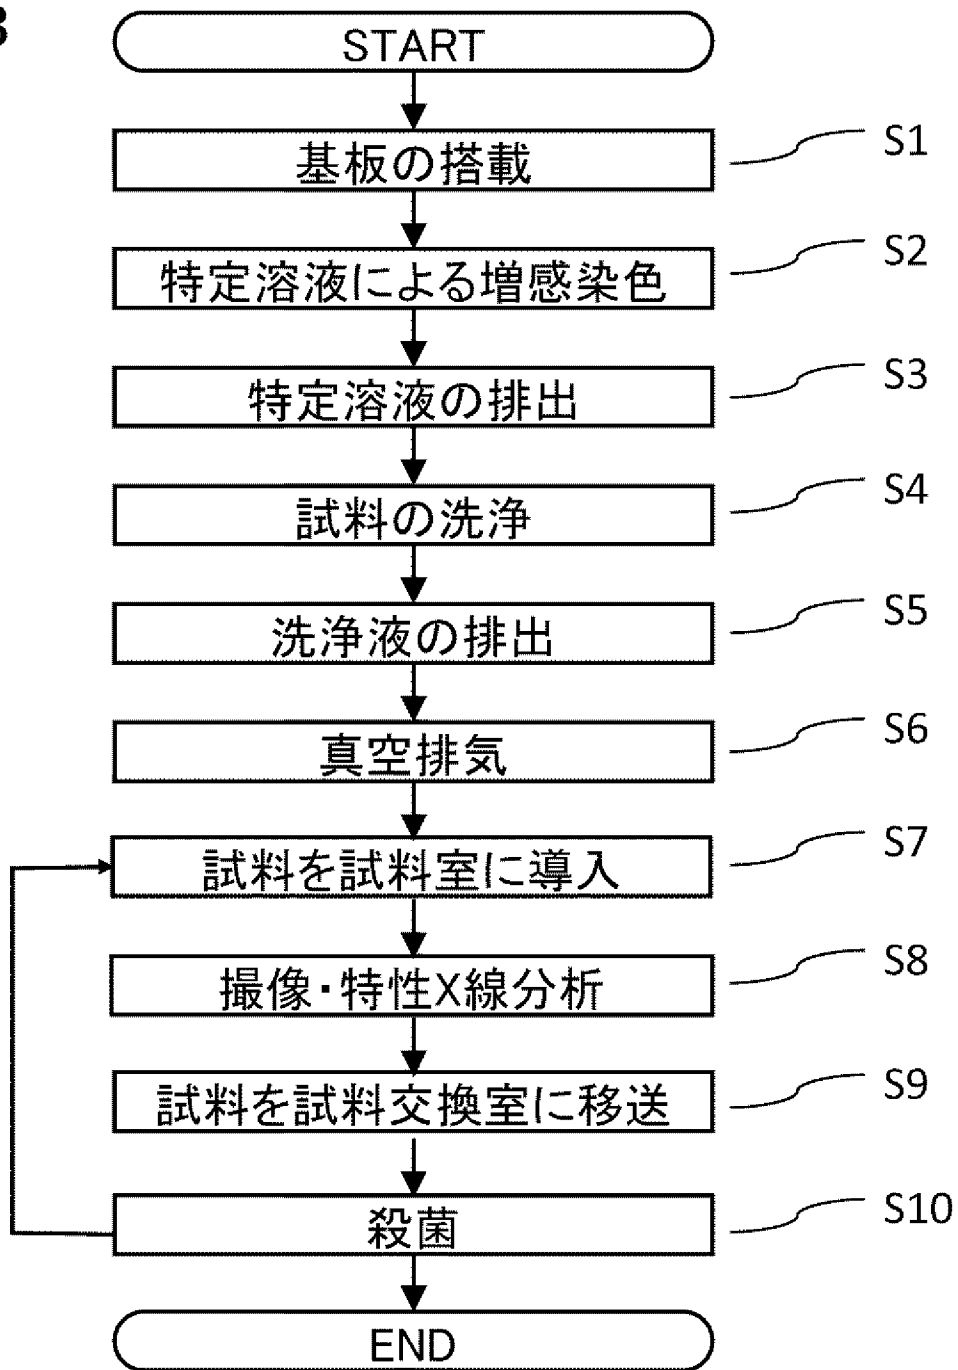 3
START
基板の搭載
S1
特定溶液による増感染色
S2
特定溶液の排出
S3
試料の洗浄
S4
洗浄液の排出
S5
真空排気
S6
試料を試料室に導入
S7
撮像・特性X線分析
S8
試料を試料交換室に移送
S9
殺菌
S10
END